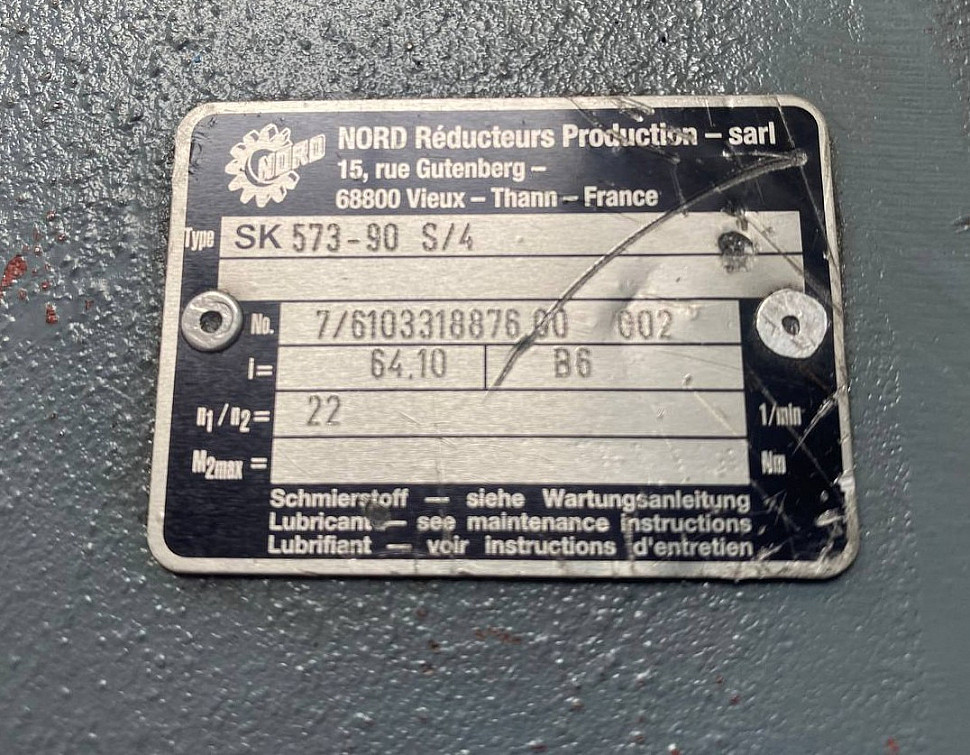 NORD
NORD Réducteurs Production – sarl
15, rue Gutenberg –
68800 Vieux – Thann – France
Type SK 573-90 S/4
No. 7/6103318876.00 G02
i= 64.10 B6
n1/n2= 22 1/min
M2max = Nm
Schmierstoff — siehe Wartungsanleitung
Lubricant — see maintenance instructions
Lubrifiant — voir instructions d'entretien